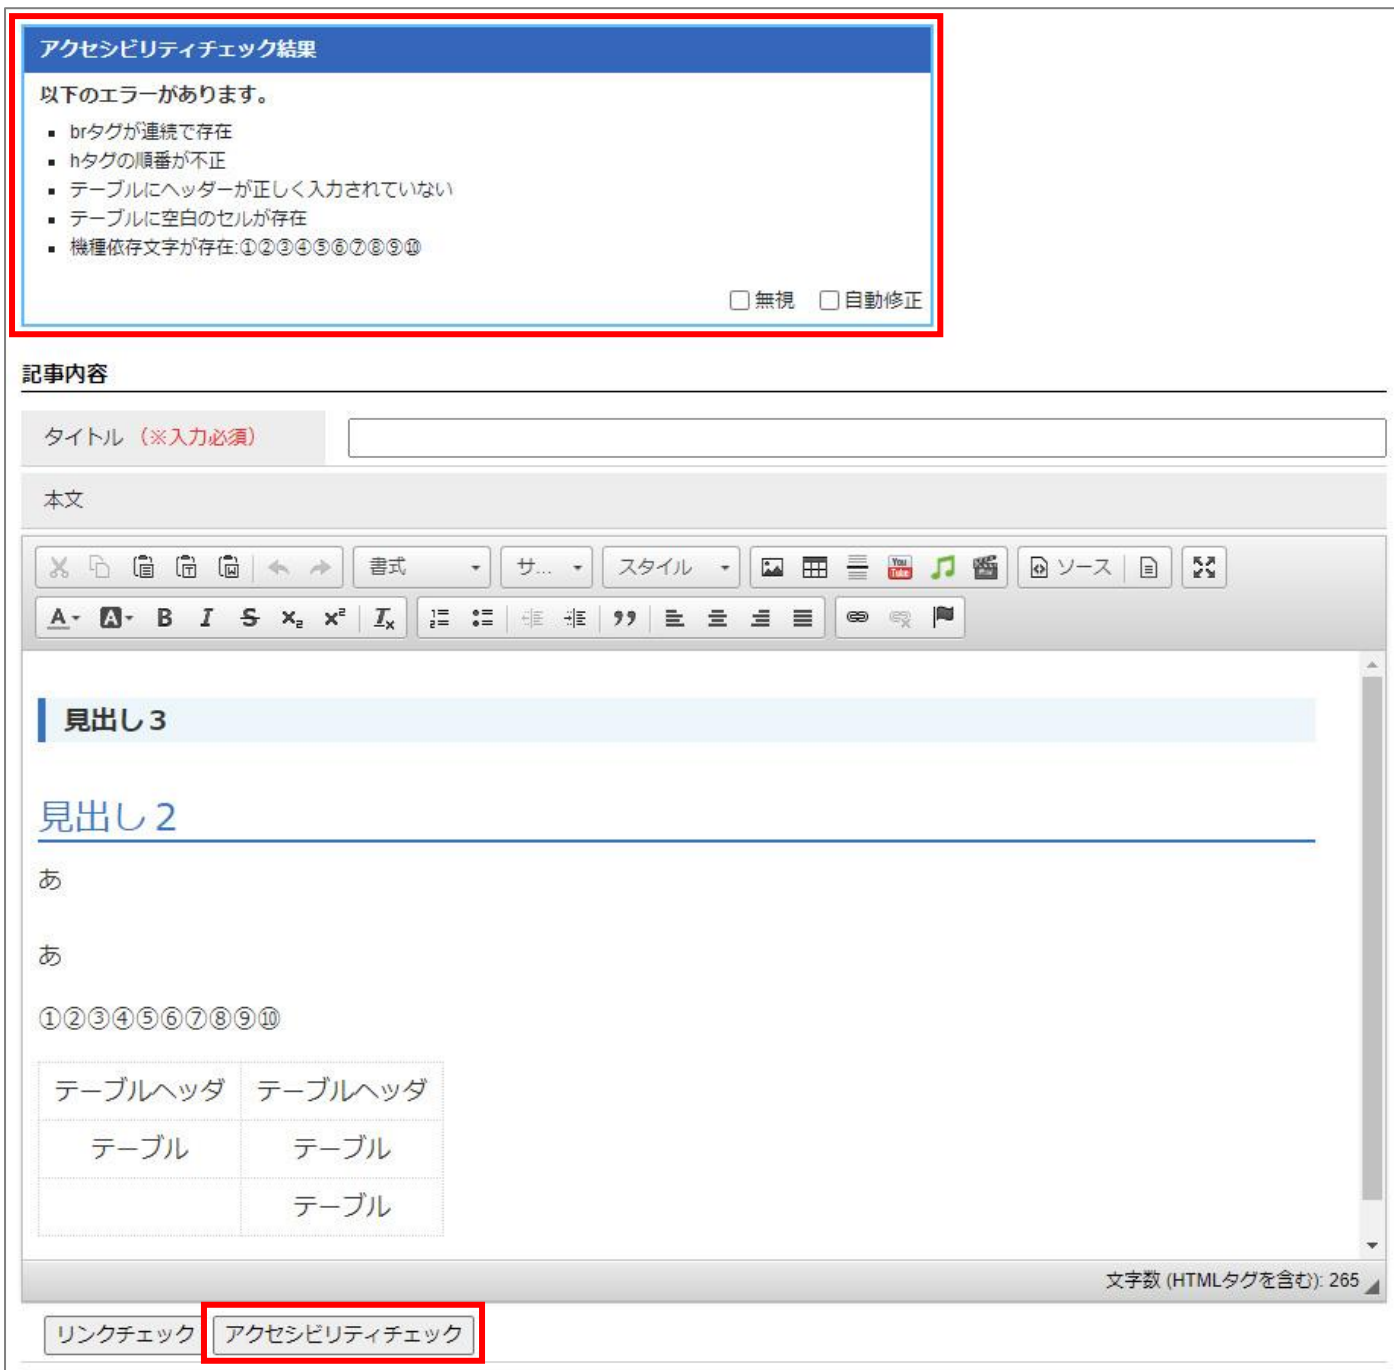 アクセシビリティチェック結果
以下のエラーがあります。
▪ brタグが連続で存在
▪ hタグの順番が不正
▪ テーブルにヘッダーが正しく入力されていない
▪ テーブルに空白のセルが存在
▪ 機種依存文字が存在:①②③④⑤⑥⑦⑧⑨⑩
無視 自動修正
記事内容
タイトル (※入力必須)
本文
書式 サ... スタイル You Tube ソース
A A B I S x₂ x² Tx
見出し３
見出し２
あ
あ
①②③④⑤⑥⑦⑧⑨⑩
テーブルヘッダ テーブルヘッダ
テーブル テーブル
テーブル
文字数 (HTMLタグを含む): 265
リンクチェック アクセシビリティチェック